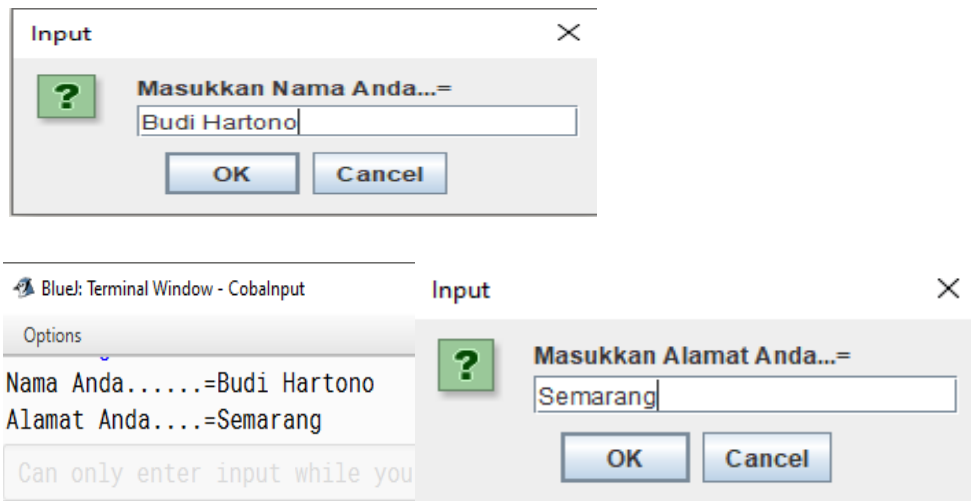 Input
Masukkan Nama Anda...=
Budi Hartono
OK Cancel
BlueJ: Terminal Window - CobaInput
Options
Nama Anda......=Budi Hartono
Alamat Anda....=Semarang
Can only enter input while you
Input
Masukkan Alamat Anda...=
Semarang
OK Cancel